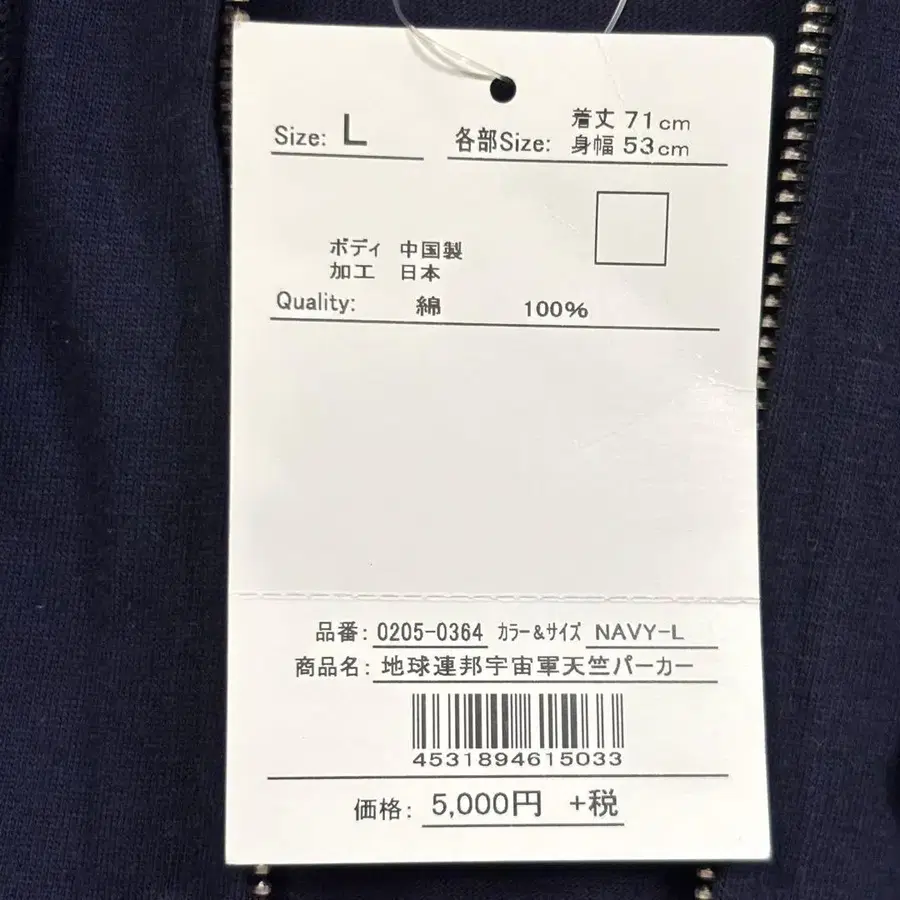 Size: L 各部Size: 着丈 71cm
身幅 53cm
ボディ 中国製
加工 日本
Quality: 綿 100%
品番: 0205-0364 カラー&サイズ NAVY-L
商品名: 地球連邦宇宙軍天竺パーカー
4531894615033
価格: 5,000円 +税